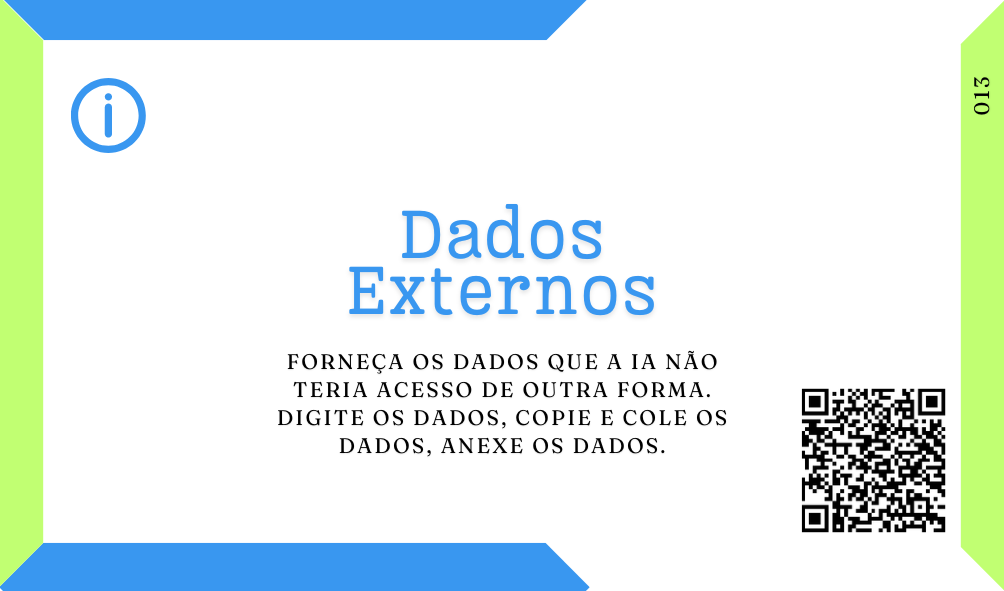 013
Dados
Externos
FORNEÇA OS DADOS QUE A IA NÃO
TERIA ACESSO DE OUTRA FORMA.
DIGITE OS DADOS, COPIE E COLE OS
DADOS, ANEXE OS DADOS.